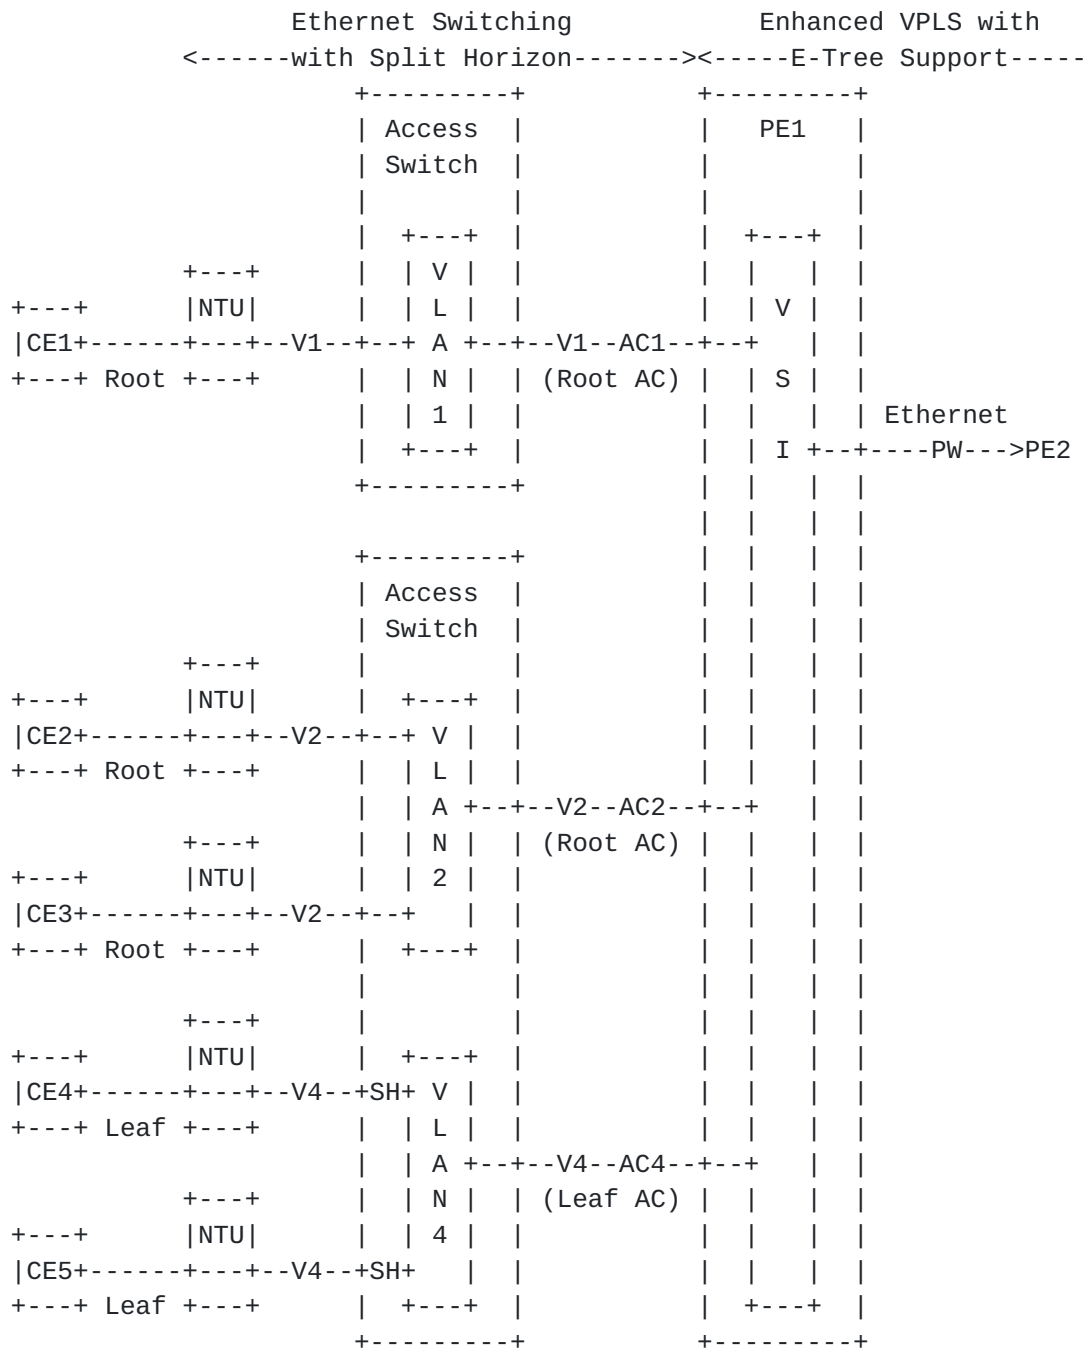 Ethernet Switching            Enhanced VPLS with
           <------with Split Horizon-------><-----E-Tree Support-----
                      +---------+           +---------+
                      | Access  |           |   PE1   |
                      | Switch  |           |         |
                      |         |           |         |
                      |  +---+  |           |  +---+  |
           +---+      |  | V |  |           |  |   |  |
+---+      |NTU|      |  | L |  |           |  | V |  |
|CE1+------+---+--V1--+--+ A +--+--V1--AC1--+--+   |  |
+---+ Root +---+      |  | N |  | (Root AC) |  | S |  |
                      |  | 1 |  |           |  |   |  | Ethernet
                      |  +---+  |           |  | I +--+----PW--->PE2
                      +---------+           |  |   |  |
                                            |  |   |  |
                      +---------+           |  |   |  |
                      | Access  |           |  |   |  |
                      | Switch  |           |  |   |  |
           +---+      |         |           |  |   |  |
+---+      |NTU|      |  +---+  |           |  |   |  |
|CE2+------+---+--V2--+--+ V |  |           |  |   |  |
+---+ Root +---+      |  | L |  |           |  |   |  |
                      |  | A +--+--V2--AC2--+--+   |  |
           +---+      |  | N |  | (Root AC) |  |   |  |
+---+      |NTU|      |  | 2 |  |           |  |   |  |
|CE3+------+---+--V2--+--+   |  |           |  |   |  |
+---+ Root +---+      |  +---+  |           |  |   |  |
                      |         |           |  |   |  |
           +---+      |         |           |  |   |  |
+---+      |NTU|      |  +---+  |           |  |   |  |
|CE4+------+---+--V4--+SH+ V |  |           |  |   |  |
+---+ Leaf +---+      |  | L |  |           |  |   |  |
                      |  | A +--+--V4--AC4--+--+   |  |
           +---+      |  | N |  | (Leaf AC) |  |   |  |
+---+      |NTU|      |  | 4 |  |           |  |   |  |
|CE5+------+---+--V4--+SH+   |  |           |  |   |  |
+---+ Leaf +---+      |  +---+  |           |  +---+  |
                      +---------+           +---------+